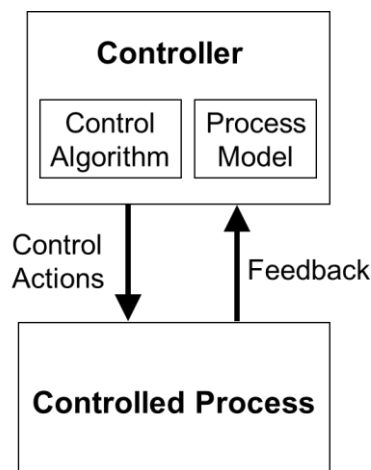 Controller
Control
Algorithm
Process
Model
Control
Actions
Feedback
Controlled Process